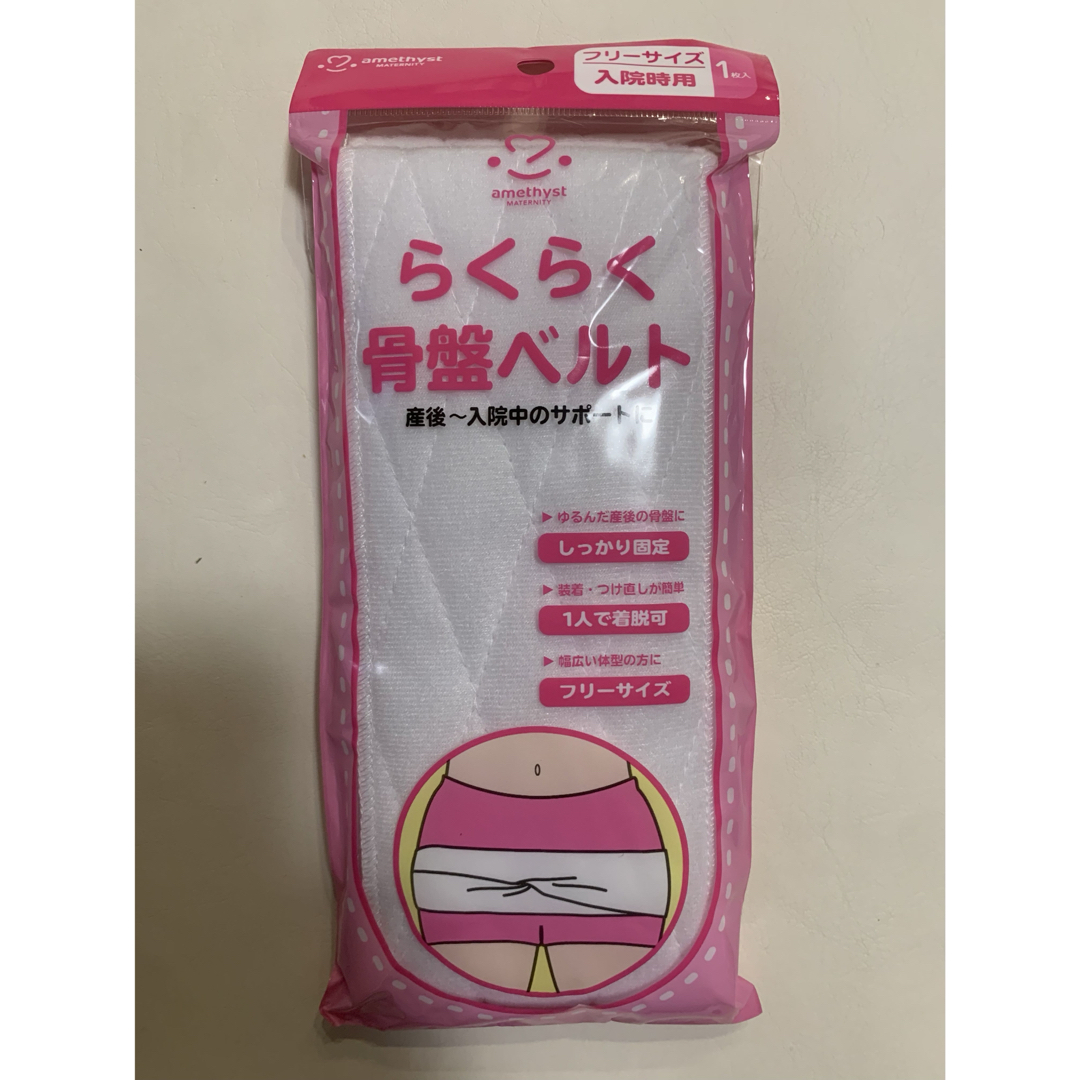 amethyst
MATERNITY
フリーサイズ
入院時用
1枚入
amethyst
MATERNITY
らくらく
骨盤ベルト
産後～入院中のサポートに
▶ ゆるんだ産後の骨盤に
しっかり固定
▶ 装着・つけ直しが簡単
1人で着脱可
▶ 幅広い体型の方に
フリーサイズ